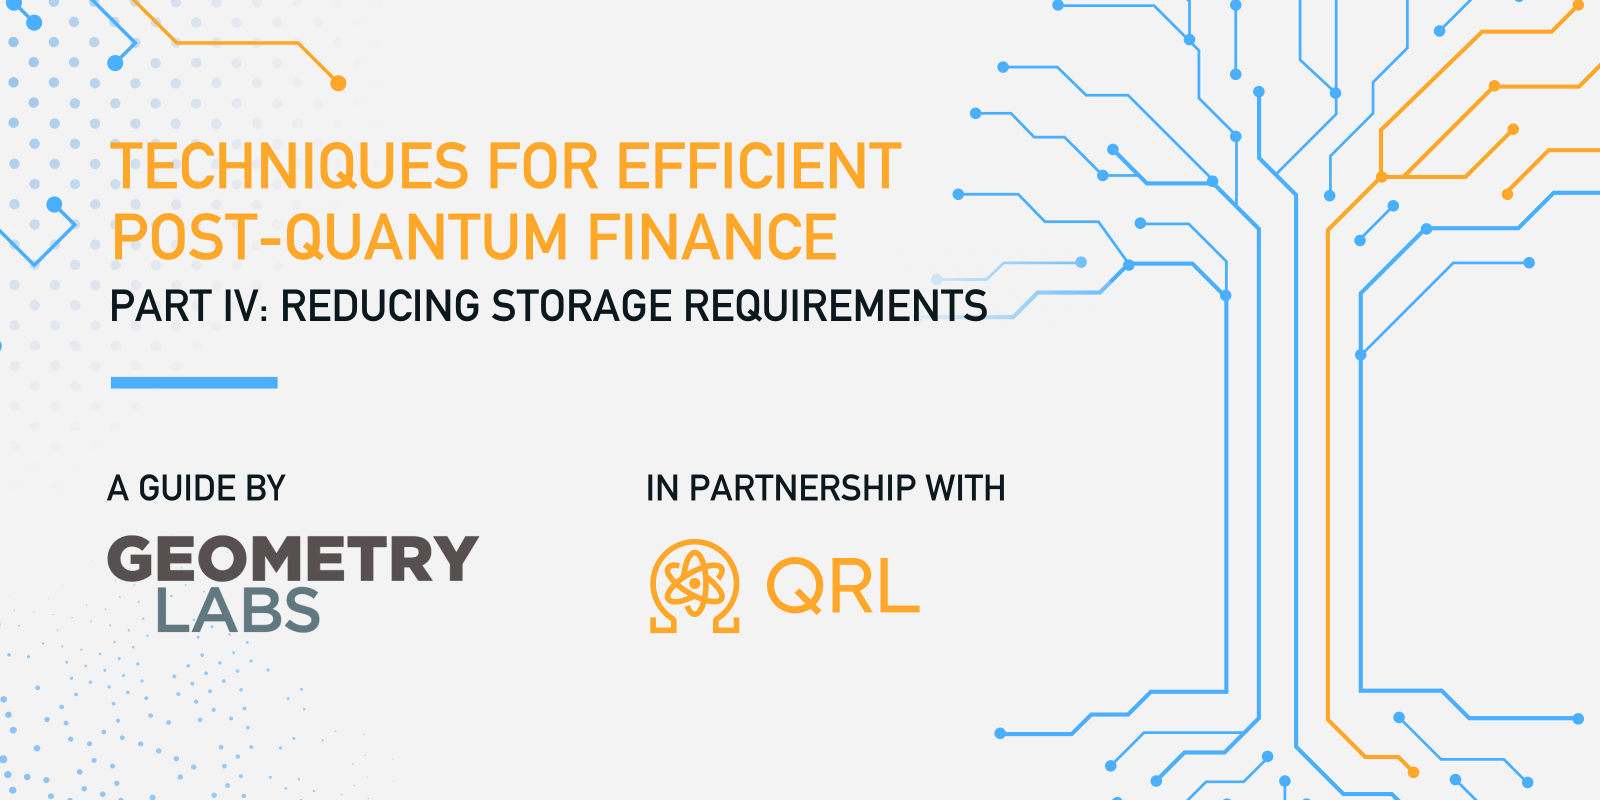 TECHNIQUES FOR EFFICIENT
POST-QUANTUM FINANCE
PART IV: REDUCING STORAGE REQUIREMENTS
A GUIDE BY
GEOMETRY
LABS
IN PARTNERSHIP WITH
QRL